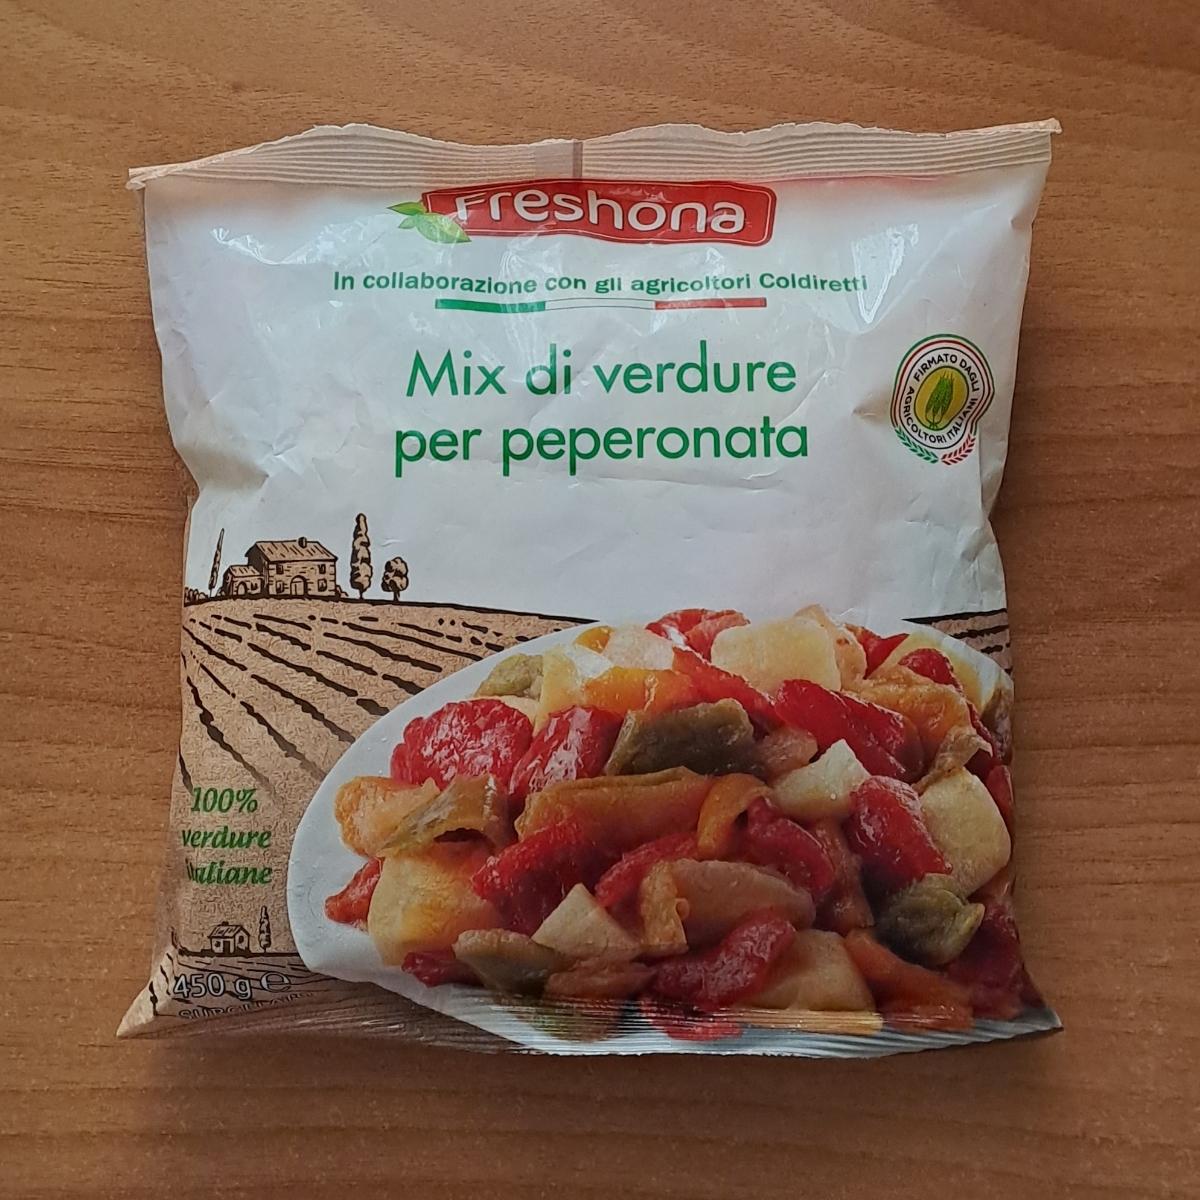 Freshona
In collaborazione con gli agricoltori Coldiretti
Mix di verdure
per peperonata
FIRMATO DAGLI
AGRICOLTORI ITALIANI
100%
verdure
italiane
450 g e
SURGELATO